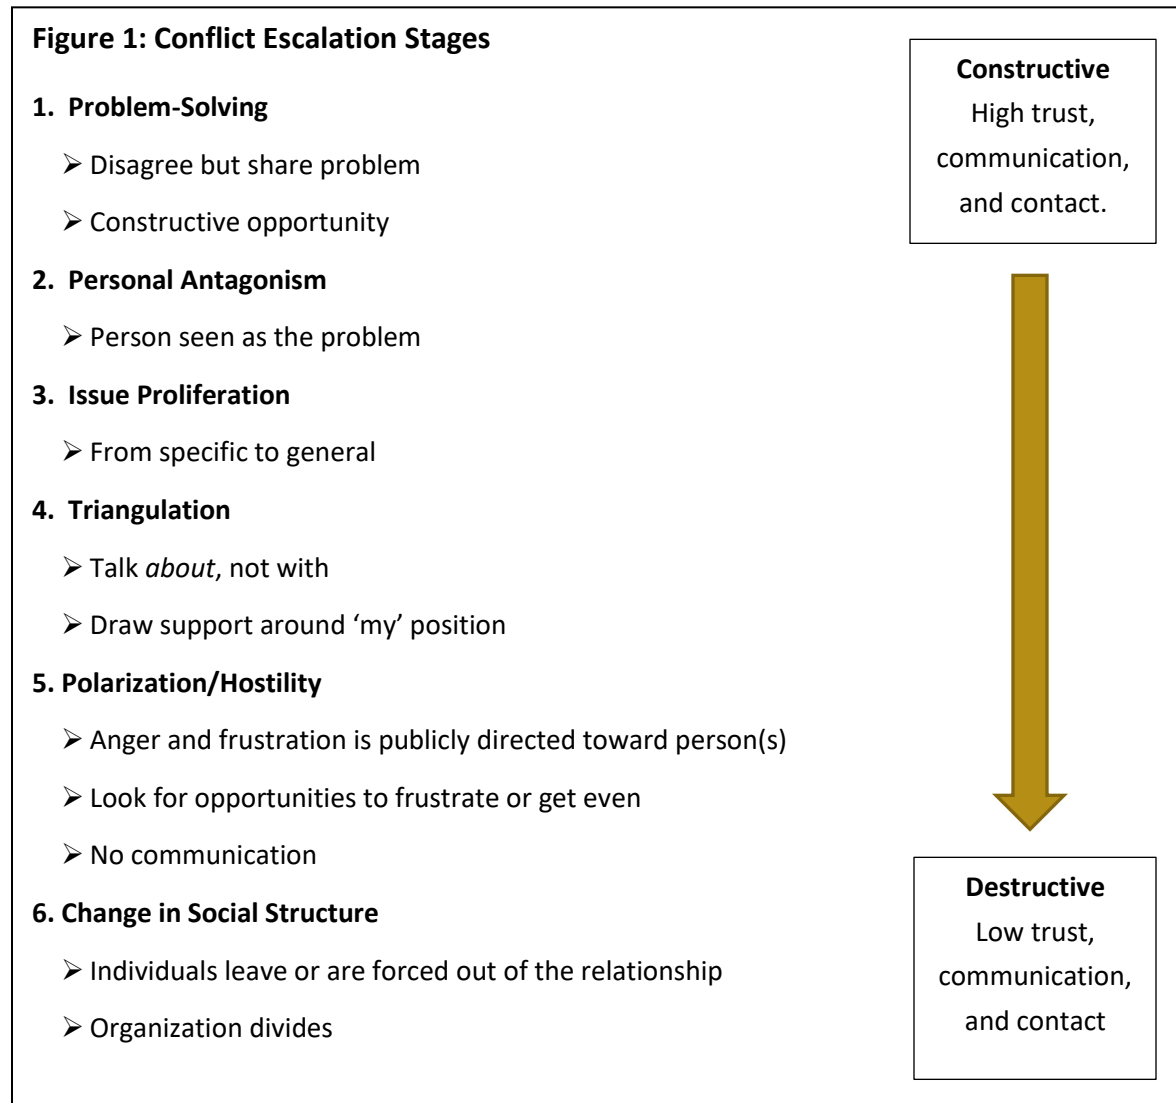 Figure 1: Conflict Escalation Stages
1. Problem-Solving
➢ Disagree but share problem
➢ Constructive opportunity
2. Personal Antagonism
➢ Person seen as the problem
3. Issue Proliferation
➢ From specific to general
4. Triangulation
➢ Talk about, not with
➢ Draw support around ‘my’ position
5. Polarization/Hostility
➢ Anger and frustration is publicly directed toward person(s)
➢ Look for opportunities to frustrate or get even
➢ No communication
6. Change in Social Structure
➢ Individuals leave or are forced out of the relationship
➢ Organization divides
Constructive
High trust,
communication,
and contact.
Destructive
Low trust,
communication,
and contact